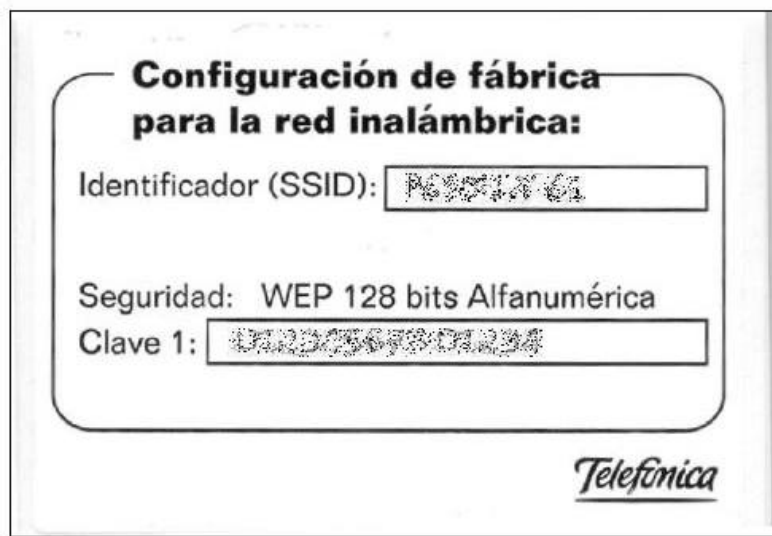 Configuración de fábrica
para la red inalámbrica:
Identificador (SSID):
Seguridad: WEP 128 bits Alfanumérica
Clave 1:
Telefónica